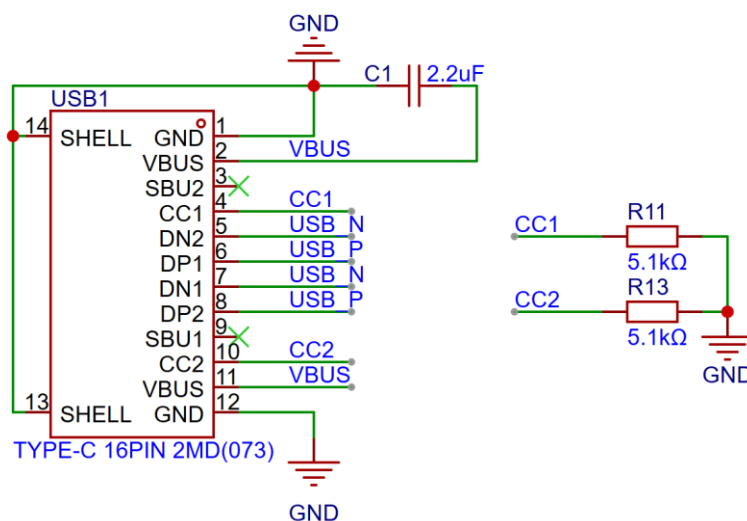 GND
C1 2.2uF
USB1
14 SHELL GND 1
VBUS 2 VBUS
SBU2 3
CC1 4 CC1
DN2 5 USB_N
DP1 6 USB_P
DN1 7 USB_N
DP2 8 USB_P
SBU1 9
CC2 10 CC2
VBUS 11 VBUS
13 SHELL GND 12
TYPE-C 16PIN 2MD(073)
GND
CC1 R11
5.1kΩ
CC2 R13
5.1kΩ
GND